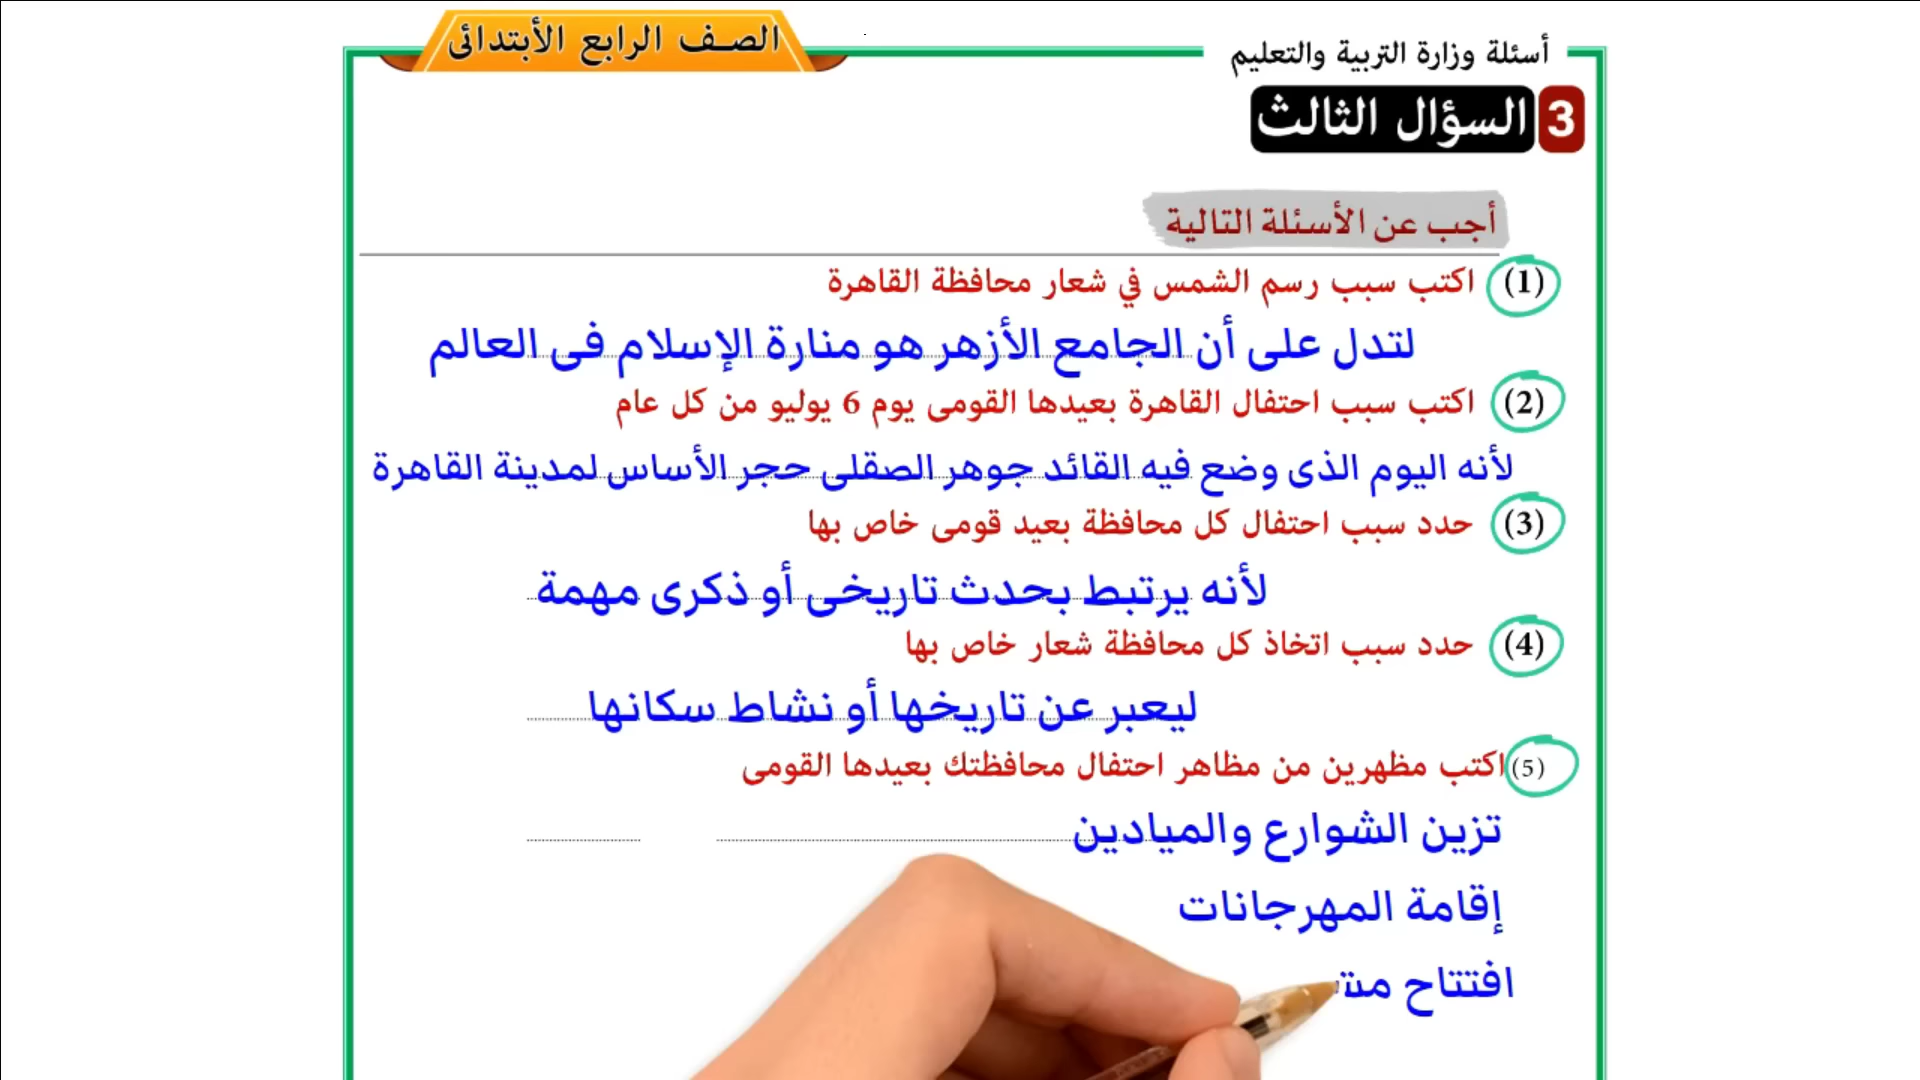 الصف الرابع الأبتدائى
أسئلة وزارة التربية والتعليم
3 السؤال الثالث
أجب عن الأسئلة التالية
(1) اكتب سبب رسم الشمس في شعار محافظة القاهرة
لتدل على أن الجامع الأزهر هو منارة الإسلام فى العالم
(2) اكتب سبب احتفال القاهرة بعيدها القومى يوم 6 يوليو من كل عام
لأنه اليوم الذى وضع فيه القائد جوهر الصقلى حجر الأساس لمدينة القاهرة
(3) حدد سبب احتفال كل محافظة بعيد قومى خاص بها
لأنه يرتبط بحدث تاريخى أو ذكرى مهمة
(4) حدد سبب اتخاذ كل محافظة شعار خاص بها
ليعبر عن تاريخها أو نشاط سكانها
(5) اكتب مظهرين من مظاهر احتفال محافظتك بعيدها القومى
تزين الشوارع والميادين
إقامة المهرجانات
افتتاح